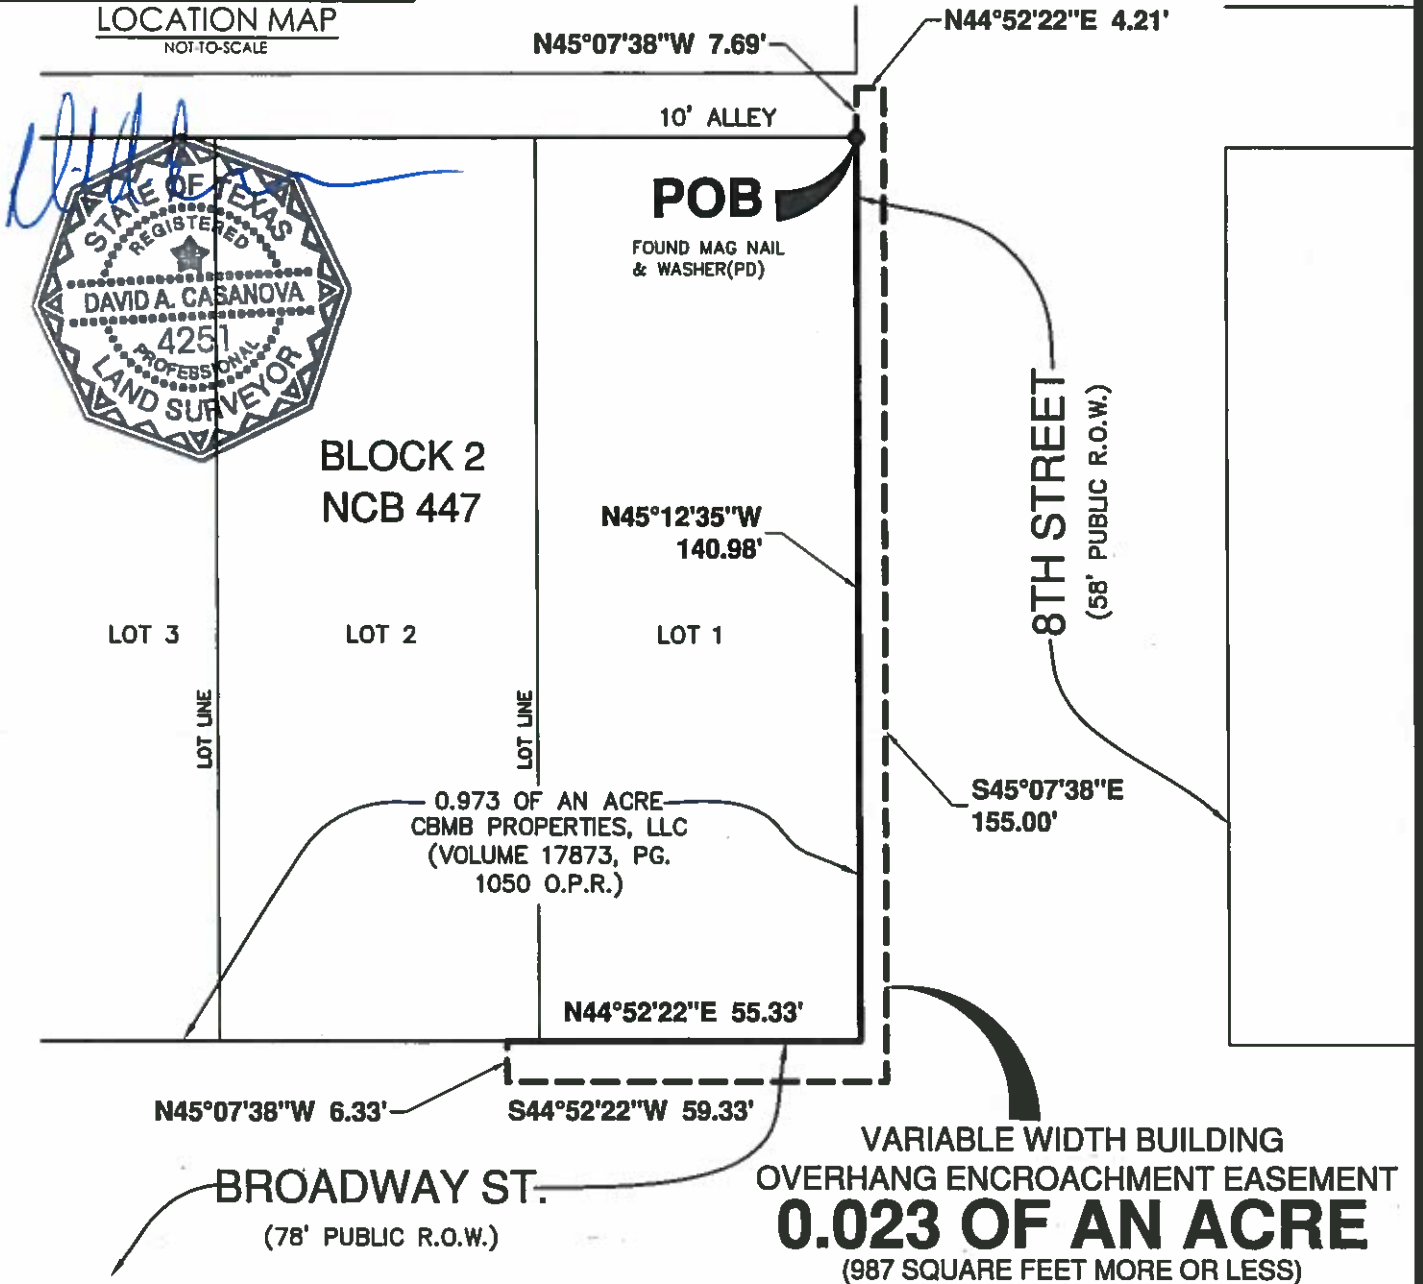 LOCATION MAP
NOT-TO-SCALE
N45°07'38"W 7.69'
N44°52'22"E 4.21'
10' ALLEY
POB
FOUND MAG NAIL
& WASHER(PD)
STATE OF TEXAS
REGISTERED
DAVID A. CASANOVA
4251
PROFESSIONAL
LAND SURVEYOR
BLOCK 2
NCB 447
N45°12'35"W
140.98'
8TH STREET
(58' PUBLIC R.O.W.)
LOT 3
LOT 2
LOT 1
LOT LINE
LOT LINE
S45°07'38"E
155.00'
0.973 OF AN ACRE
CBMB PROPERTIES, LLC
(VOLUME 17873, PG.
1050 O.P.R.)
N44°52'22"E 55.33'
N45°07'38"W 6.33'
S44°52'22"W 59.33'
VARIABLE WIDTH BUILDING
OVERHANG ENCROACHMENT EASEMENT
0.023 OF AN ACRE
(987 SQUARE FEET MORE OR LESS)
BROADWAY ST.
(78' PUBLIC R.O.W.)